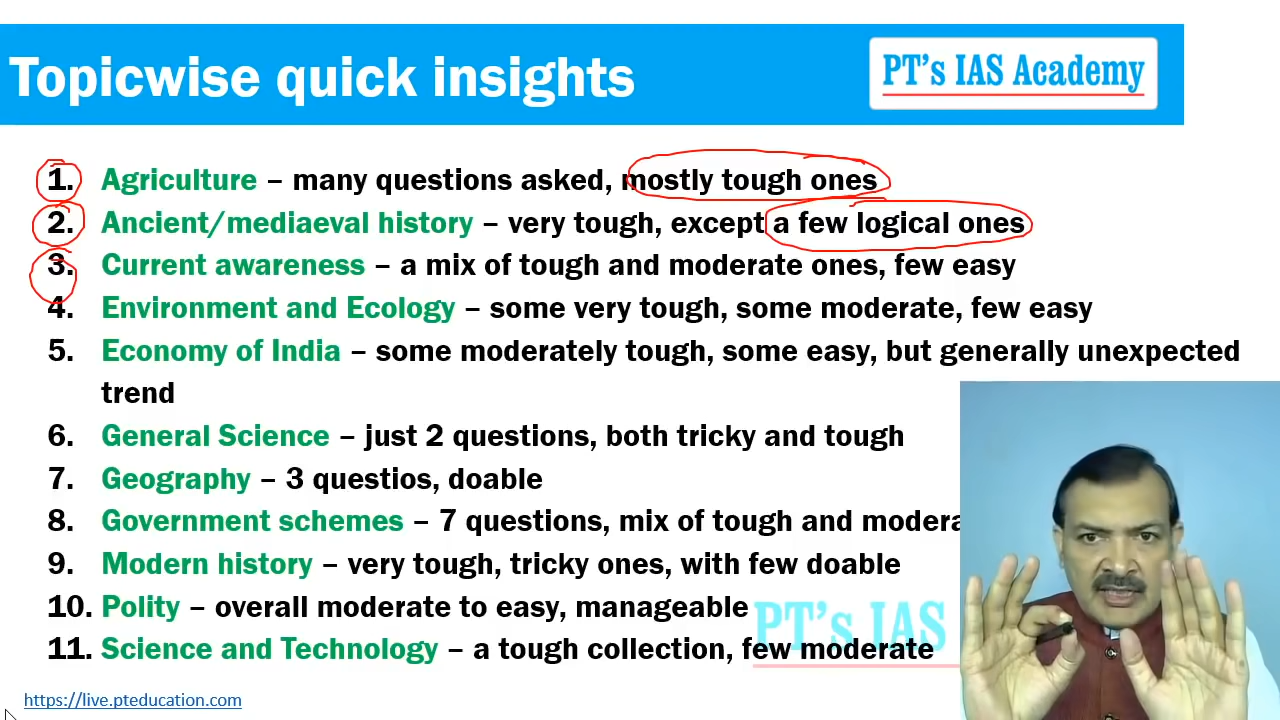 Topicwise quick insights
PT's IAS Academy
1. Agriculture – many questions asked, mostly tough ones
2. Ancient/mediaeval history – very tough, except a few logical ones
3. Current awareness – a mix of tough and moderate ones, few easy
4. Environment and Ecology – some very tough, some moderate, few easy
5. Economy of India – some moderately tough, some easy, but generally unexpected
trend
6. General Science – just 2 questions, both tricky and tough
7. Geography – 3 questios, doable
8. Government schemes – 7 questions, mix of tough and modera
9. Modern history – very tough, tricky ones, with few doable
10. Polity – overall moderate to easy, manageable
PT's IAS
11. Science and Technology – a tough collection, few moderate
https://live.pteducation.com